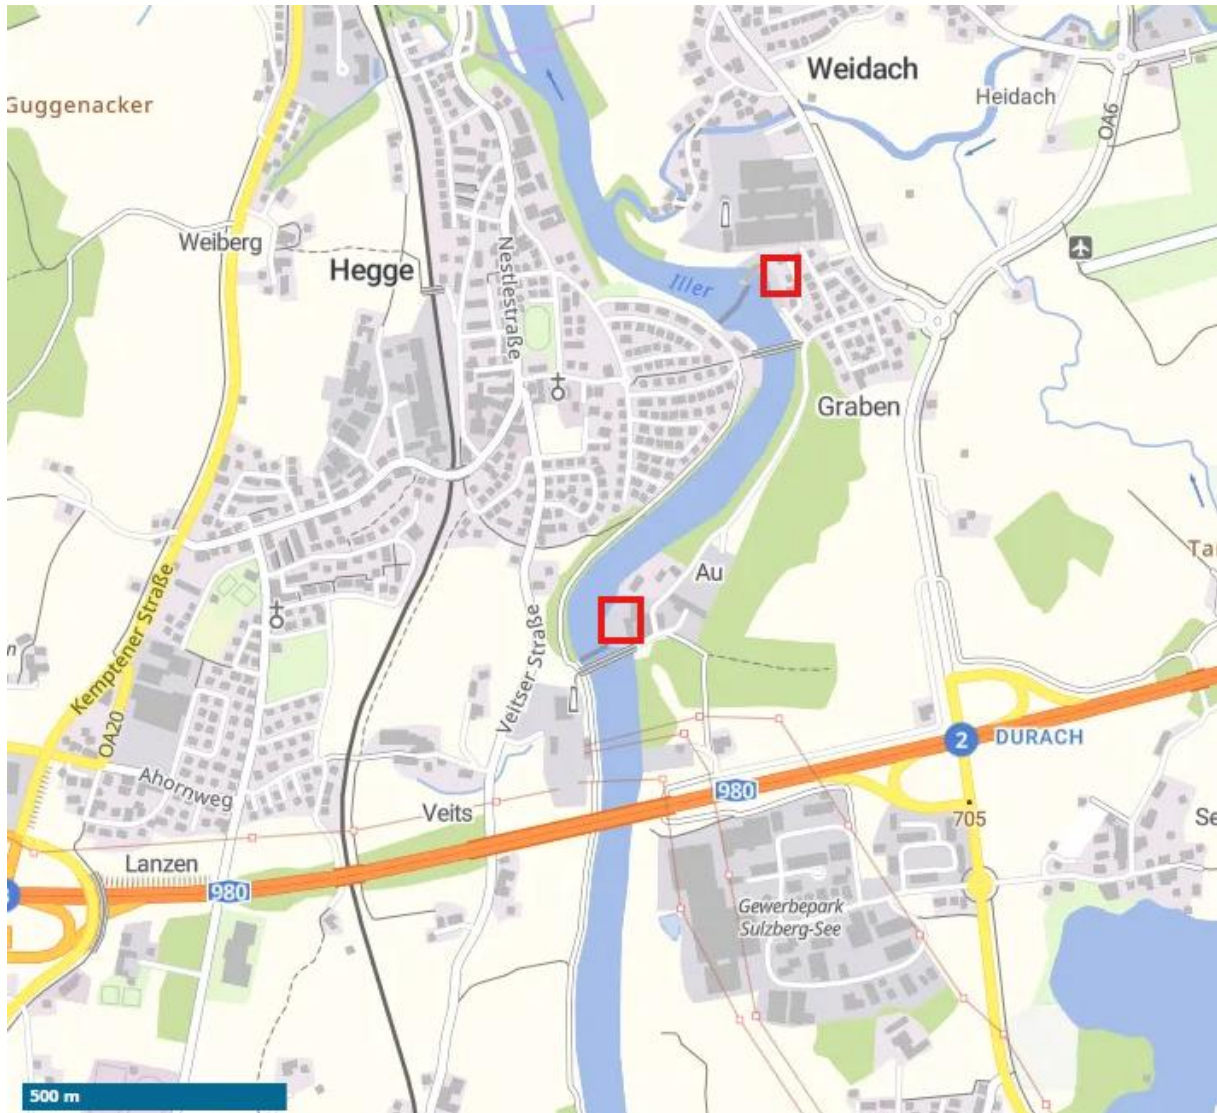 Weidach
Heidach
Guggenacker
OA6
Weiberg
Hegge
Nestlestraße
Iller
Graben
Au
Kemptener Straße
Veitser Straße
OA20
Ahornweg
2
DURACH
980
Veits
705
Lanzen
980
Gewerbepark
Sulzberg-See
500 m